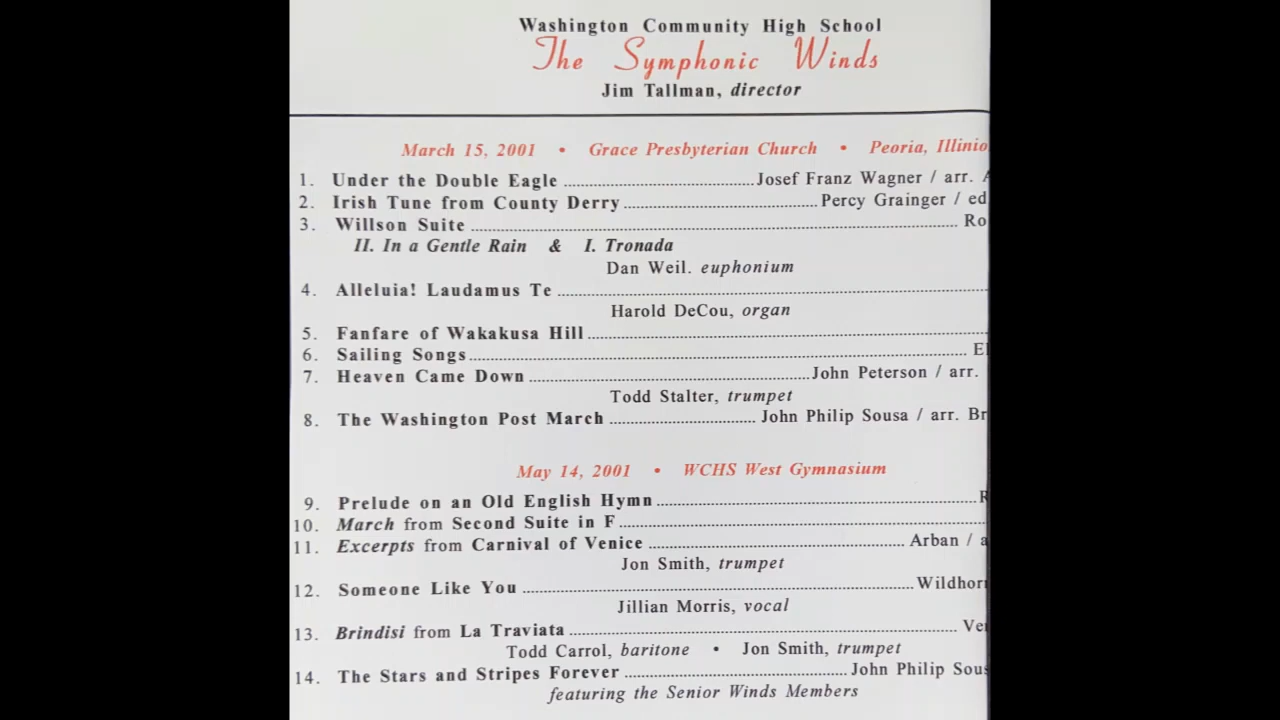 Washington Community High School
The Symphonic Winds
Jim Tallman, director
March 15, 2001 • Grace Presbyterian Church • Peoria, Illinio
1. Under the Double Eagle ........ Josef Franz Wagner / arr.
2. Irish Tune from County Derry ........ Percy Grainger / ed
3. Willson Suite ........ Ro
II. In a Gentle Rain & I. Tronada
Dan Weil. euphonium
4. Alleluia! Laudamus Te ........
Harold DeCou, organ
5. Fanfare of Wakakusa Hill ........
6. Sailing Songs ........ El
7. Heaven Came Down ........ John Peterson / arr.
Todd Stalter, trumpet
8. The Washington Post March ........ John Philip Sousa / arr. Br
May 14, 2001 • WCHS West Gymnasium
9. Prelude on an Old English Hymn ........ R
10. March from Second Suite in F ........
11. Excerpts from Carnival of Venice ........ Arban / a
Jon Smith, trumpet
12. Someone Like You ........ Wildhor
Jillian Morris, vocal
13. Brindisi from La Traviata ........ Ver
Todd Carrol, baritone • Jon Smith, trumpet
14. The Stars and Stripes Forever ........ John Philip Sous
featuring the Senior Winds Members